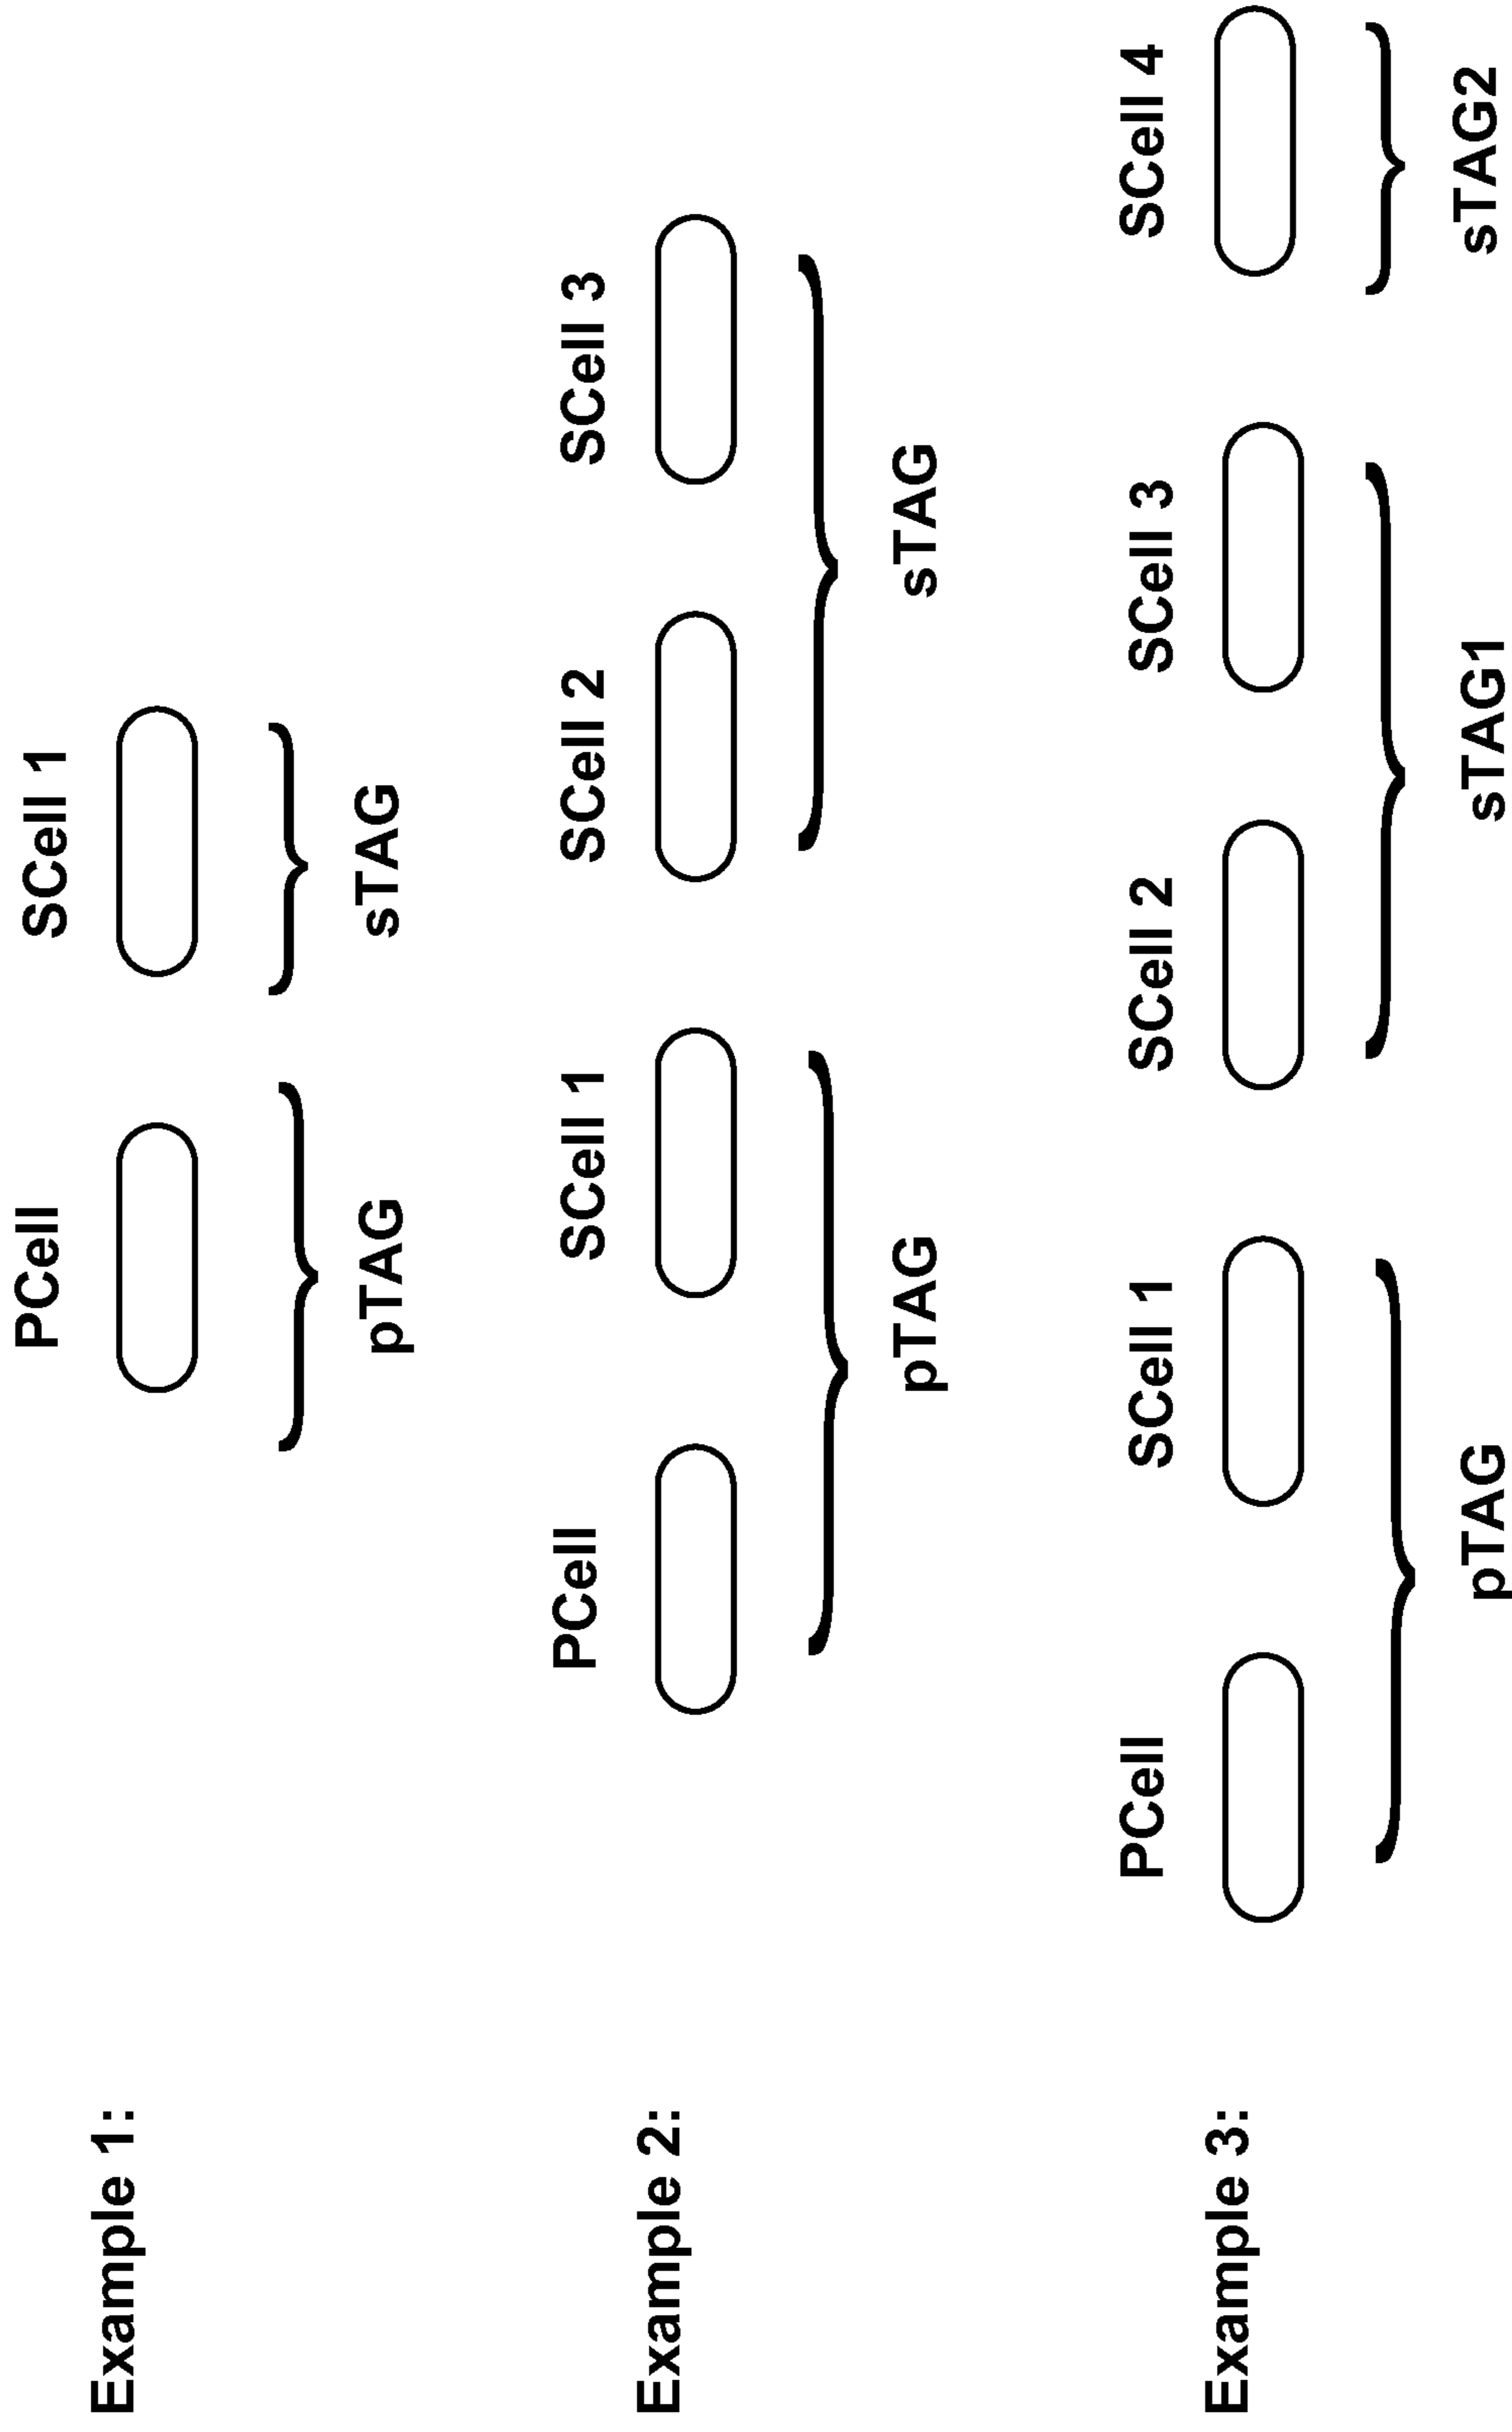 PCell SCell 1
Example 1:
pTAG sTAG
PCell SCell 1 SCell 2 SCell 3
Example 2:
pTAG sTAG
PCell SCell 1 SCell 2 SCell 3 SCell 4
Example 3:
pTAG sTAG1 sTAG2